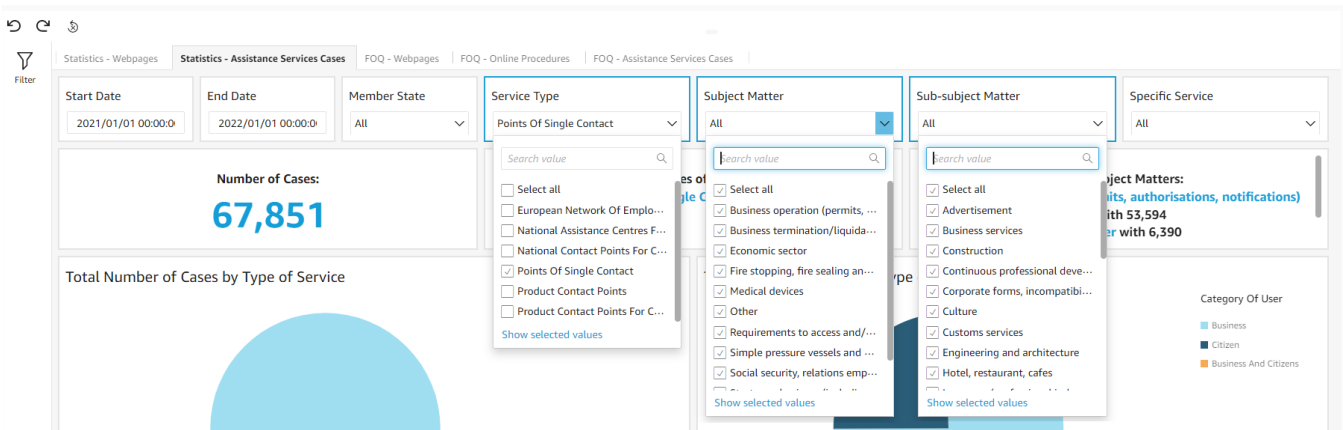 Filter
Statistics - Webpages
Statistics - Assistance Services Cases
FOQ - Webpages
FOQ - Online Procedures
FOQ - Assistance Services Cases
Start Date
2021/01/01 00:00:0
End Date
2022/01/01 00:00:0
Member State
All
Service Type
Points Of Single Contact
Subject Matter
All
Sub-subject Matter
All
Specific Service
All
Number of Cases:
67,851
Search value
Select all
European Network Of Emplo···
National Assistance Centres F···
National Contact Points For C···
Points Of Single Contact
Product Contact Points
Product Contact Points For C···
Show selected values
es of
gle C
Search value
Select all
Business operation (permits, ···
Business termination/liquida···
Economic sector
Fire stopping, fire sealing an···
Medical devices
Other
Requirements to access and/···
Simple pressure vessels and ···
Social security, relations emp···
Show selected values
Search value
Select all
Advertisement
Business services
Construction
Continuous professional deve···
Corporate forms, incompatibi···
Culture
Customs services
Engineering and architecture
Hotel, restaurant, cafes
Show selected values
ject Matters:
its, authorisations, notifications)
ith 53,594
er with 6,390
Total Number of Cases by Type of Service
ype
Category Of User
Business
Citizen
Business And Citizens